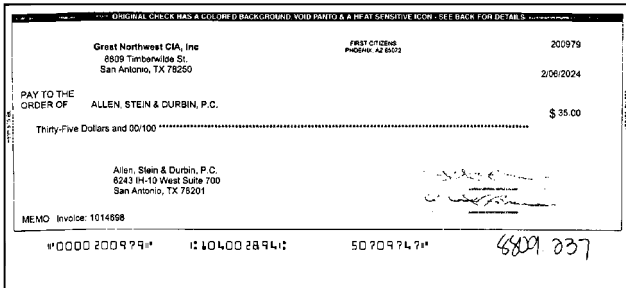 ORIGINAL CHECK HAS A COLORED BACKGROUND, VOID PANTO & A HEAT SENSITIVE ICON - SEE BACK FOR DETAILS
Great Northwest CIA, Inc
8809 Timberwilde St.
San Antonio, TX 78250
FIRST CITIZENS
PHOENIX, AZ 85072
200979
2/06/2024
PAY TO THE
ORDER OF ALLEN, STEIN & DURBIN, P.C.
$ 35.00
Thirty-Five Dollars and 00/100
Allen, Stein & Durbin, P.C.
6243 IH-10 West Suite 700
San Antonio, TX 78201
MEMO Invoice: 1014698
⑈0000200979⑈ ⑆104002894⑆ 50709747⑈ 8809.237